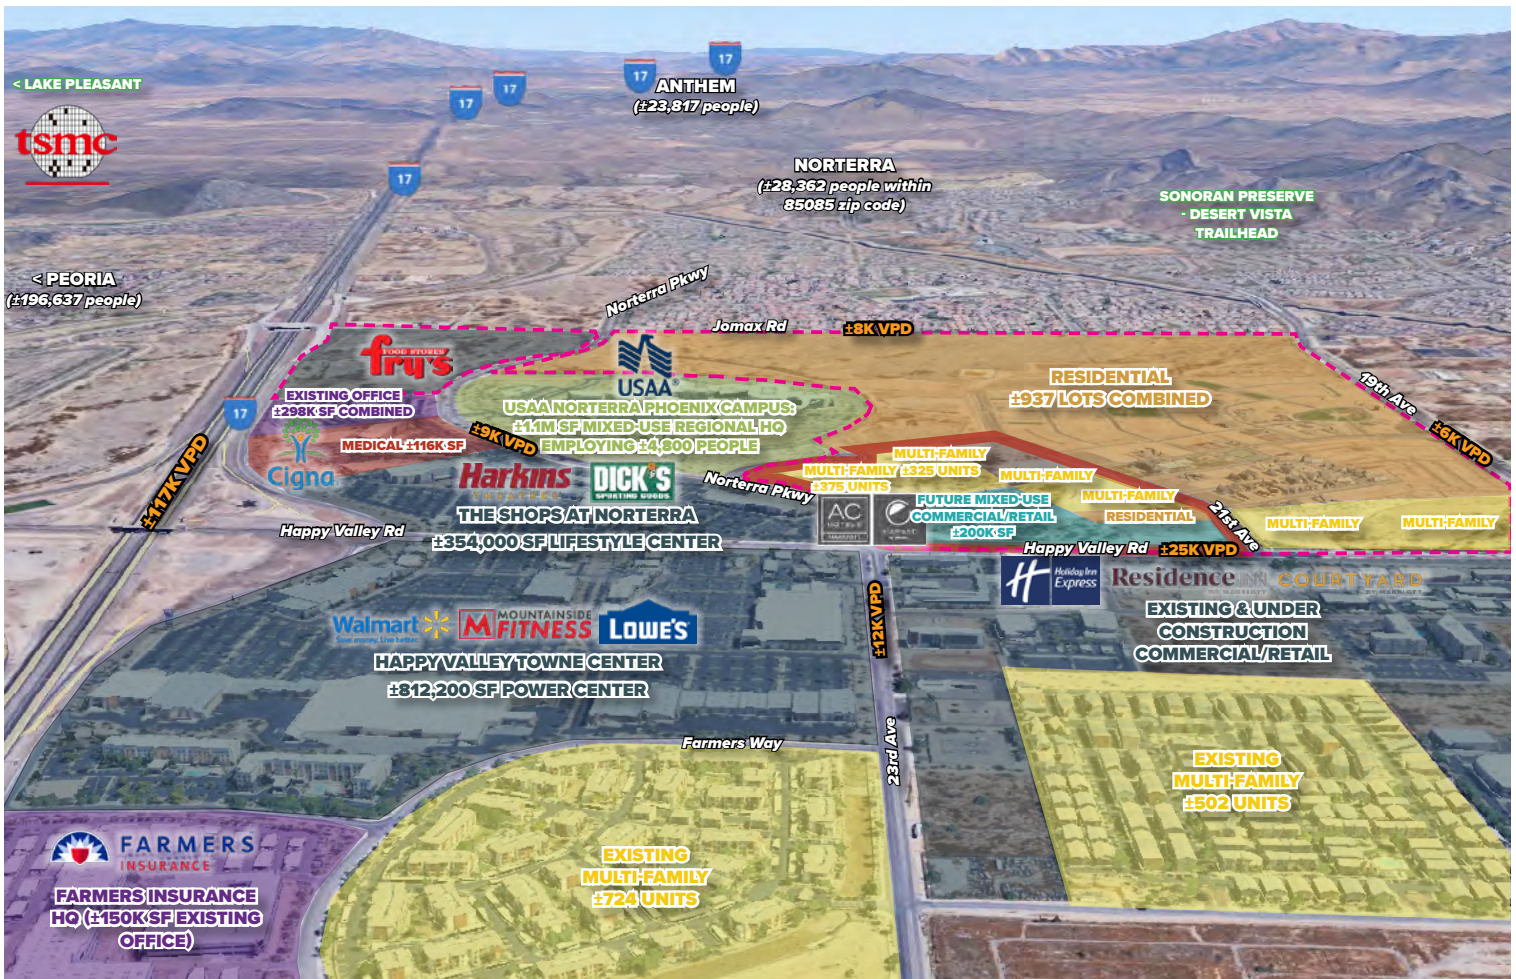 17
17
17
17
< LAKE PLEASANT
ANTHEM
(±23,817 people)
tsmc
17
NORTERRA
(±28,362 people within
85085 zip code)
SONORAN PRESERVE
- DESERT VISTA
TRAILHEAD
< PEORIA
(±196,637 people)
Norterra Pkwy
Jomax Rd
±8K VPD
fry's
FOOD STORES
USAA®
RESIDENTIAL
±937 LOTS COMBINED
19th Ave
±6K VPD
EXISTING OFFICE
±298K SF COMBINED
17
USAA NORTERRA PHOENIX CAMPUS:
±1.1M SF MIXED-USE REGIONAL HQ
EMPLOYING ±4,800 PEOPLE
±9K VPD
MEDICAL ±116K SF
Cigna
±117K VPD
Harkins
THEATRES
DICK'S
SPORTING GOODS
THE SHOPS AT NORTERRA
±354,000 SF LIFESTYLE CENTER
Norterra Pkwy
MULTI-FAMILY
±325 UNITS
MULTI-FAMILY
±375 UNITS
MULTI-FAMILY
MULTI-FAMILY
RESIDENTIAL
21st Ave
MULTI-FAMILY
MULTI-FAMILY
AC
FUTURE MIXED-USE
COMMERCIAL/RETAIL
±200K SF
Happy Valley Rd
Happy Valley Rd
±25K VPD
Holiday Inn
Express
Residence
INN
COURTYARD
EXISTING & UNDER
CONSTRUCTION
COMMERCIAL/RETAIL
±12K VPD
Walmart
Save money. Live better.
MOUNTAINSIDE
FITNESS
LOWE'S
HAPPY VALLEY TOWNE CENTER
±812,200 SF POWER CENTER
Farmers Way
23rd Ave
EXISTING
MULTI-FAMILY
±502 UNITS
FARMERS
INSURANCE
FARMERS INSURANCE
HQ (±150K SF EXISTING
OFFICE)
EXISTING
MULTI-FAMILY
±724 UNITS